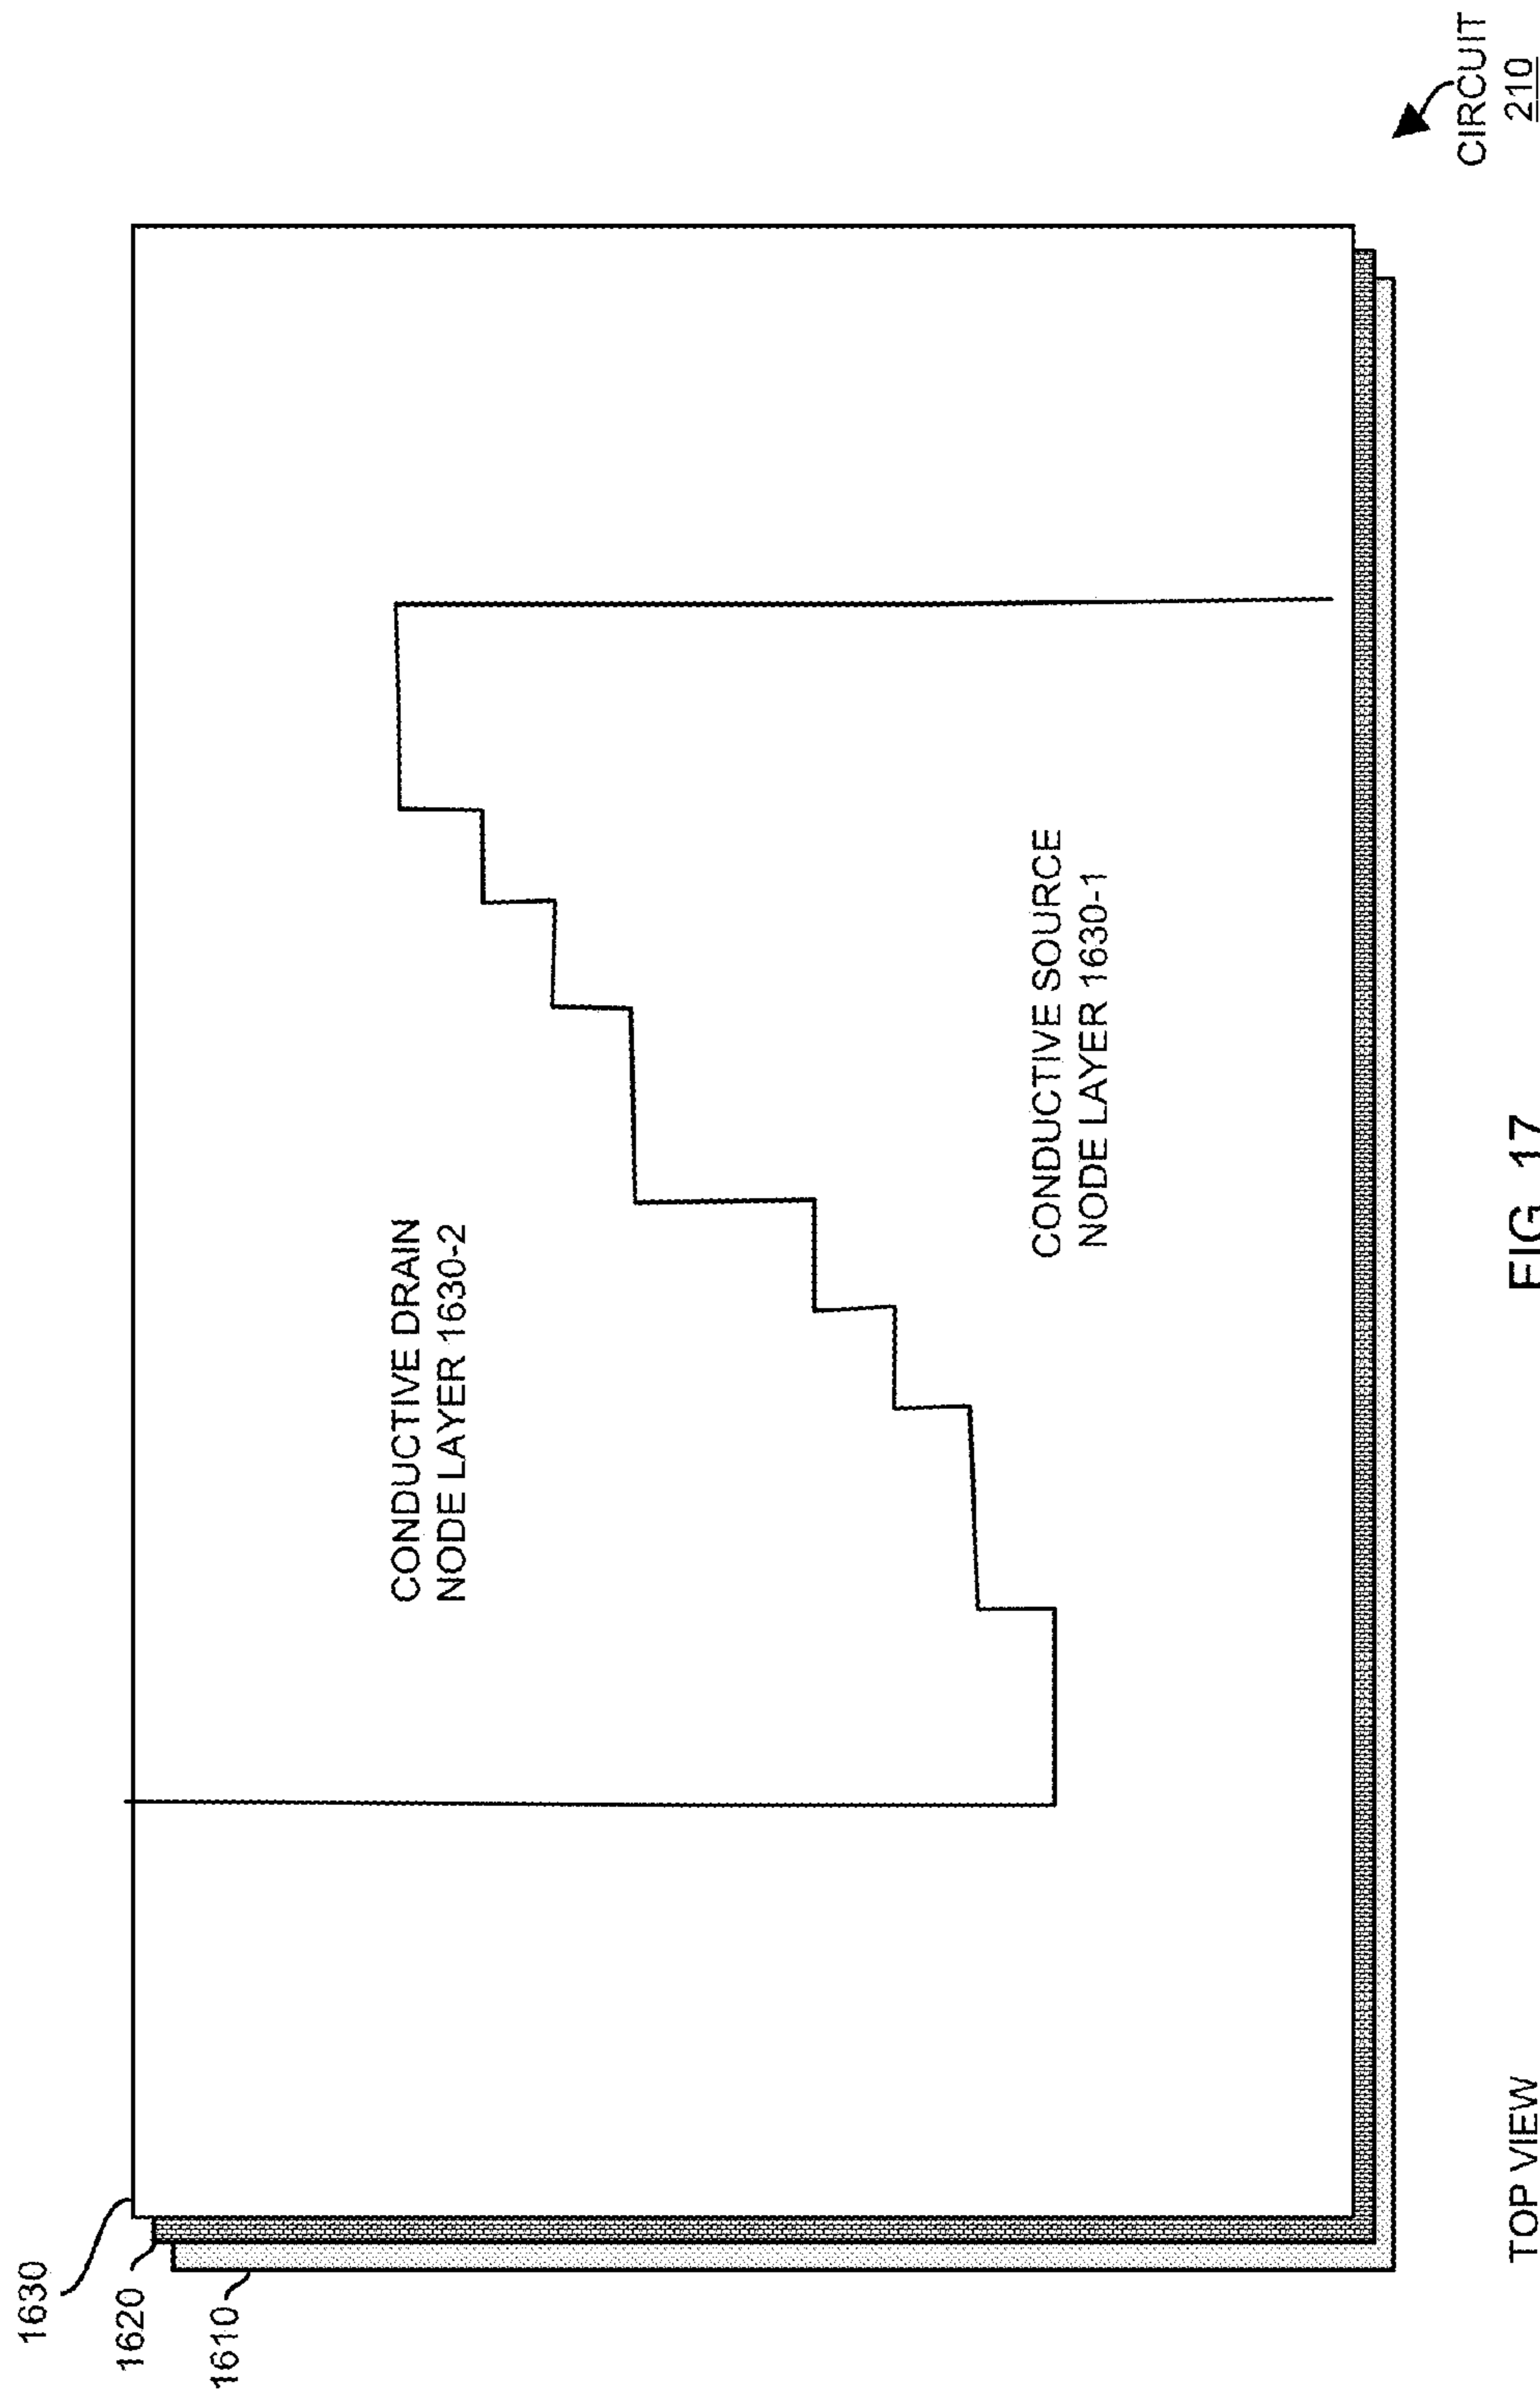 1630
1620
1610
CONDUCTIVE DRAIN
NODE LAYER 1630-2
CONDUCTIVE SOURCE
NODE LAYER 1630-1
CIRCUIT
210
TOP VIEW
FIG. 17